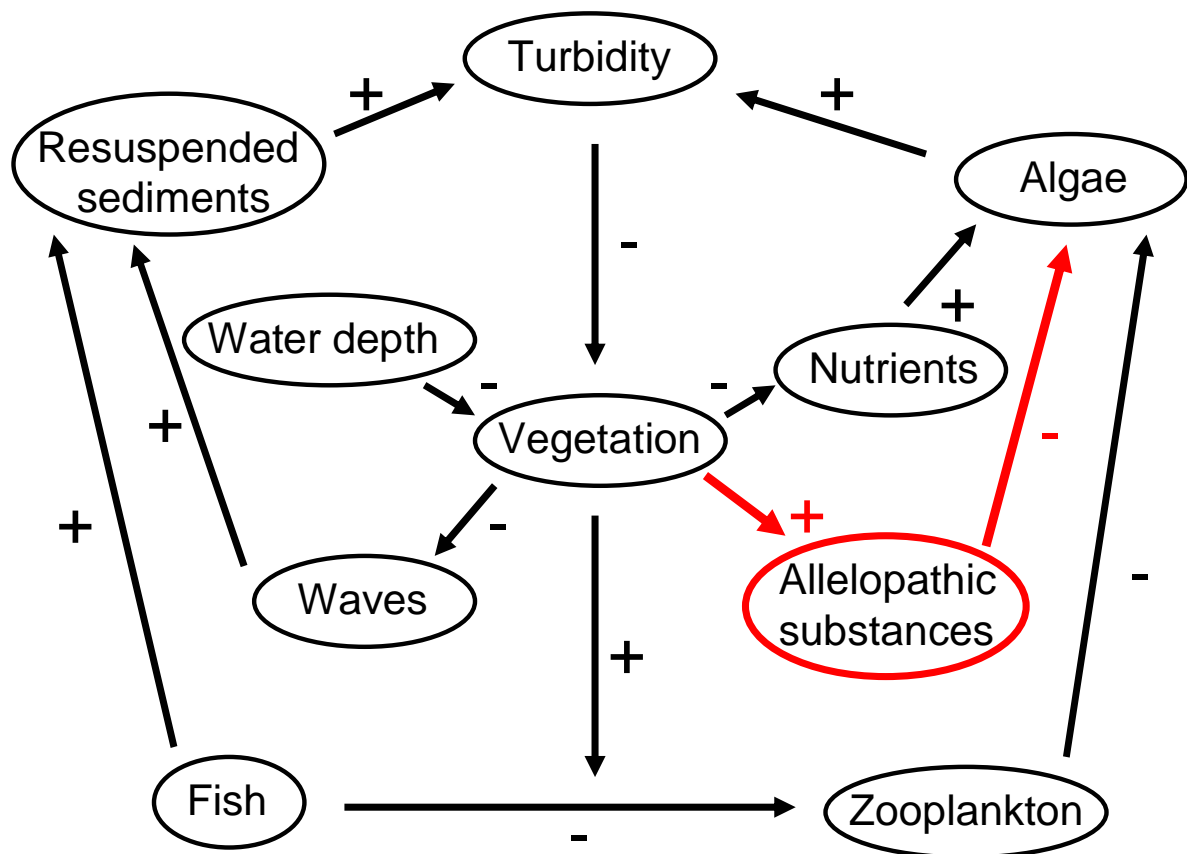 Turbidity
+
+
Resuspended
sediments
Algae
-
Water depth
Nutrients
+
-
-
+
Vegetation
-
-
+
+
Allelopathic
substances
Waves
-
+
Fish
Zooplankton
-